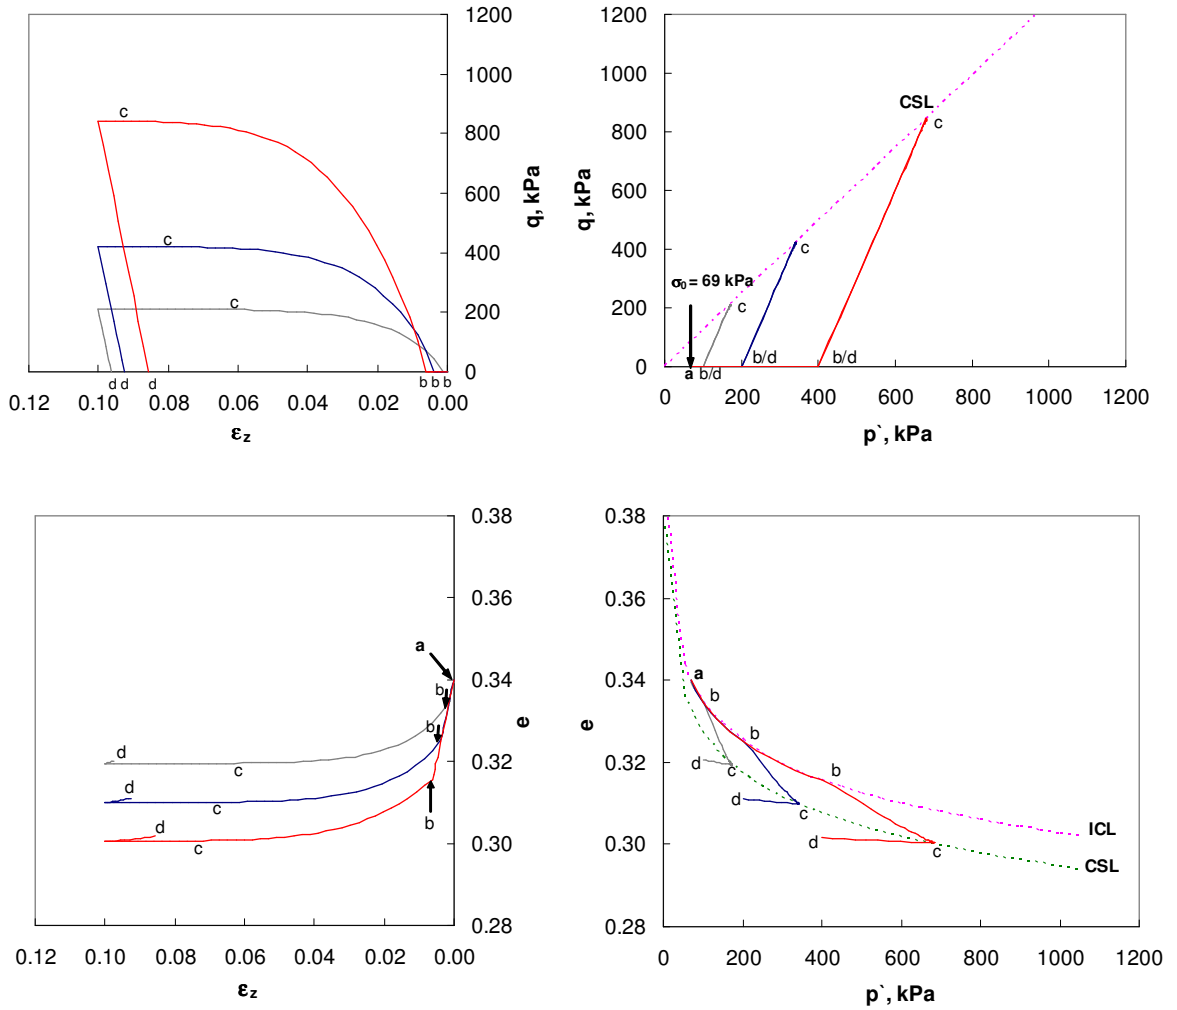 1200
1000
800
600
400
200
0
q, kPa
c
c
c
d d d
b b b
0.12 0.10 0.08 0.06 0.04 0.02 0.00
εz
1200
1000
800
600
400
200
0
q, kPa
CSL
c
c
c
σ0 = 69 kPa
b/d
b/d
a b/d
0 200 400 600 800 1000 1200
p`, kPa
0.38
0.36
0.34
0.32
0.30
0.28
e
a
b
b
b
d
c
d
c
d
c
0.12 0.10 0.08 0.06 0.04 0.02 0.00
εz
0.38
0.36
0.34
0.32
0.30
0.28
e
a
b
b
b
d
c
d
c
d
c
ICL
CSL
0 200 400 600 800 1000 1200
p`, kPa